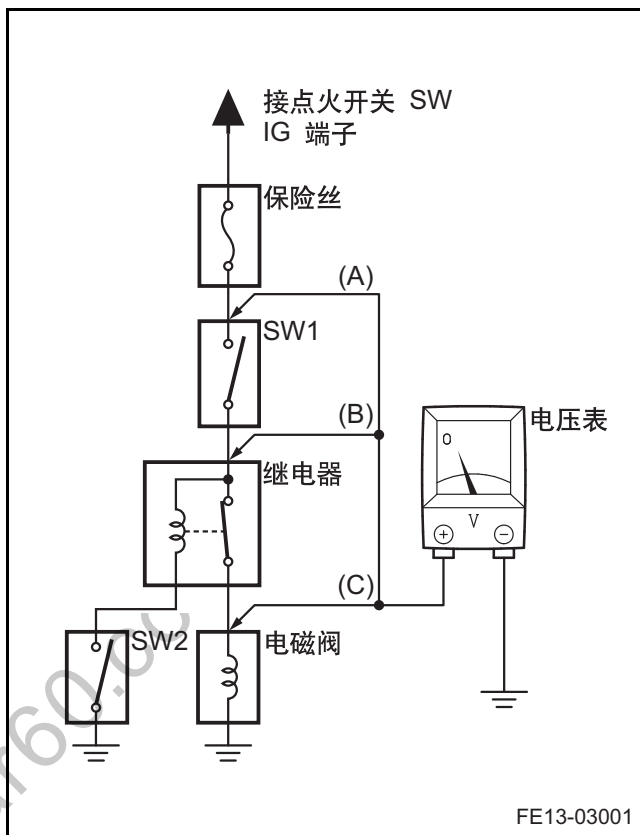 接点火开关 SW
IG 端子
保险丝
(A)
SW1
(B)
电压表
0
继电器
V
+ −
(C)
SW2
电磁阀
FE13-03001